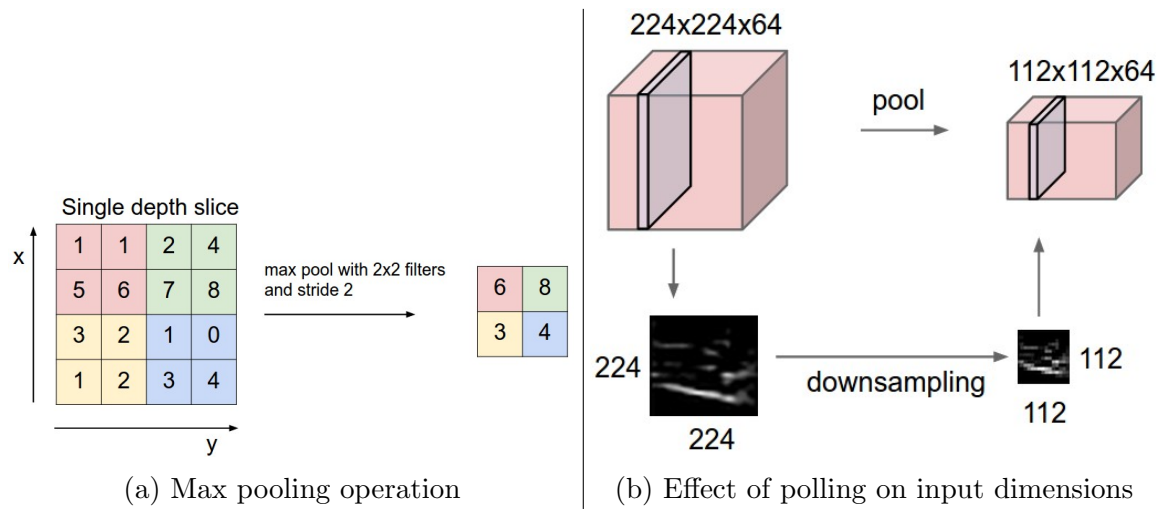 Single depth slice
x
1 1 2 4
5 6 7 8
3 2 1 0
1 2 3 4
y
max pool with 2x2 filters
and stride 2
6 8
3 4
(a) Max pooling operation
224x224x64
pool
112x112x64
224
224
downsampling
112
112
(b) Effect of polling on input dimensions